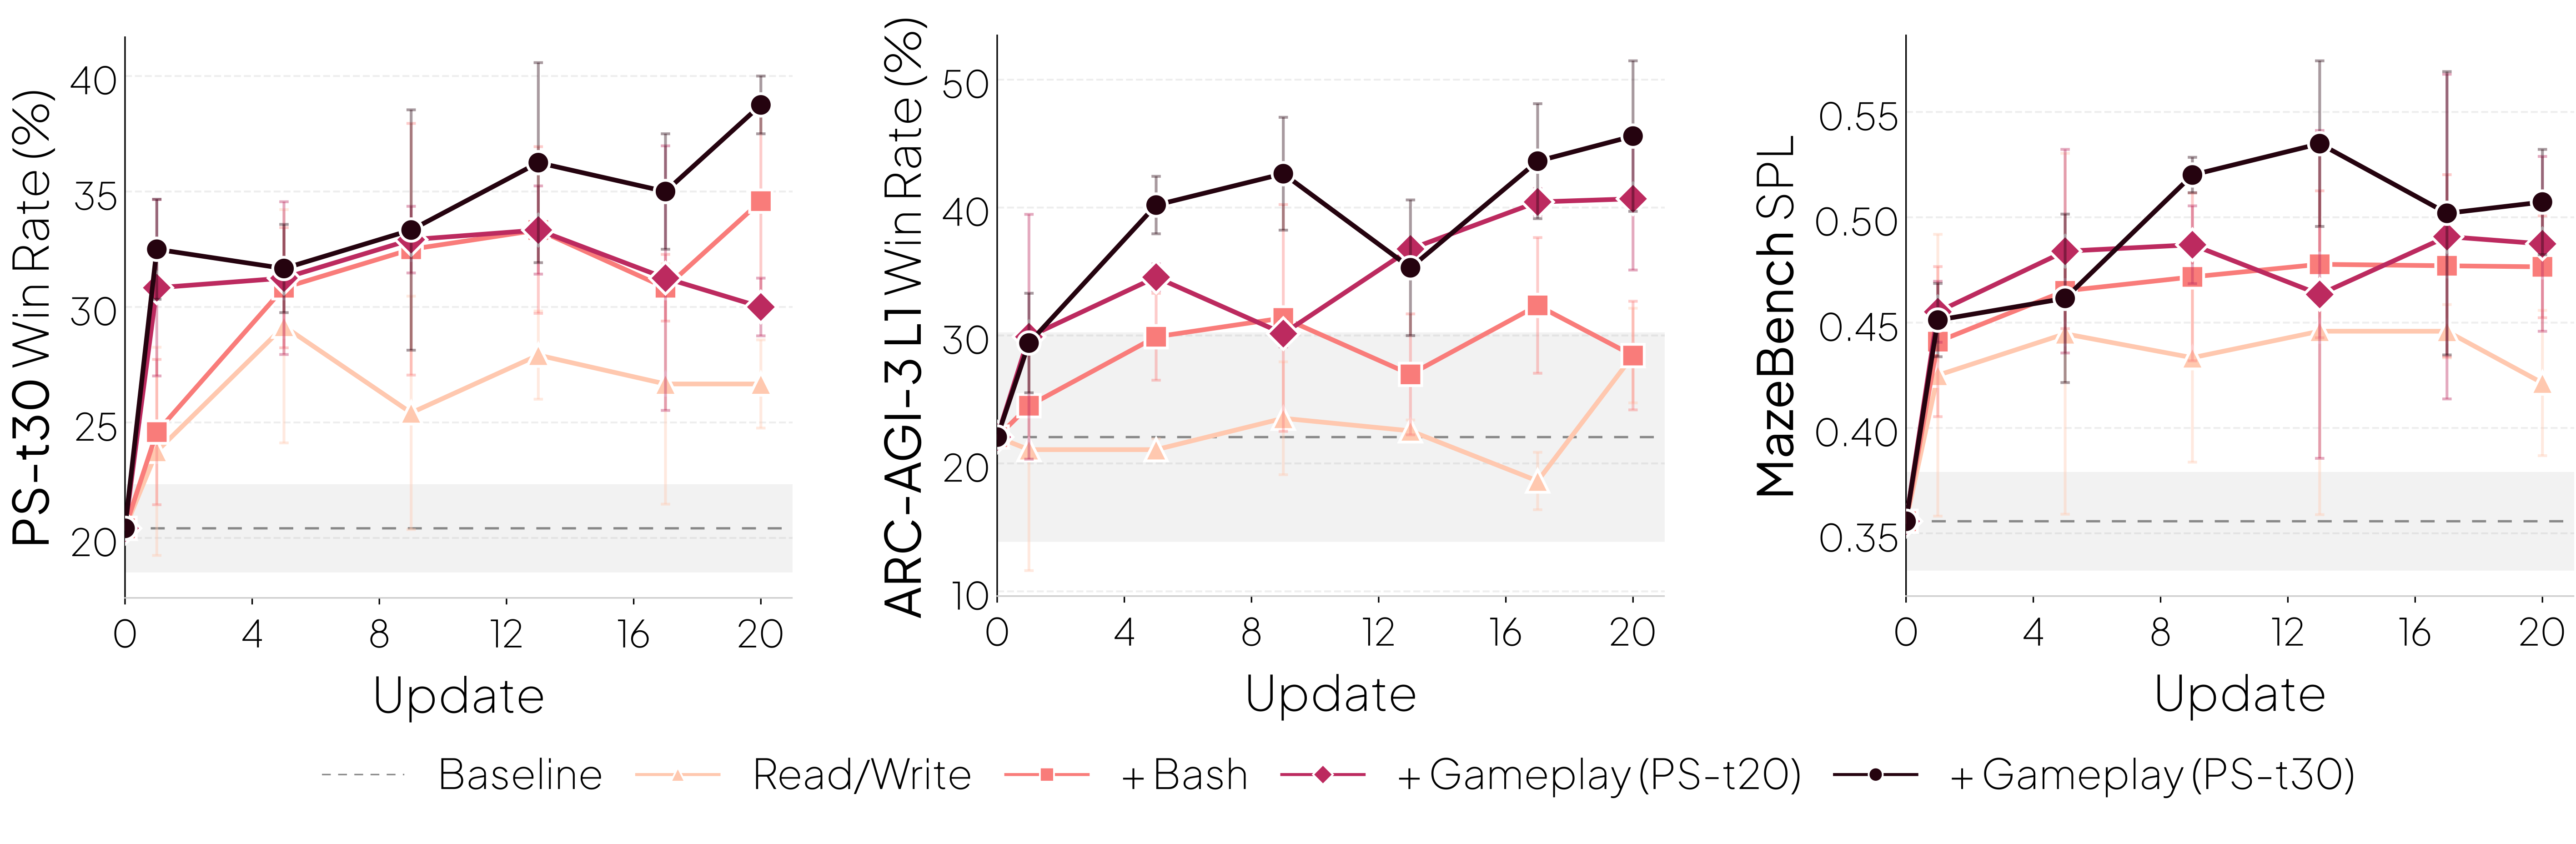 PS-t30 Win Rate (%)
40
35
30
25
20
0 4 8 12 16 20
Update
ARC-AGI-3 L1 Win Rate (%)
50
40
30
20
10
0 4 8 12 16 20
Update
MazeBench SPL
0.55
0.50
0.45
0.40
0.35
0 4 8 12 16 20
Update
Baseline Read/Write + Bash + Gameplay (PS-t20) + Gameplay (PS-t30)